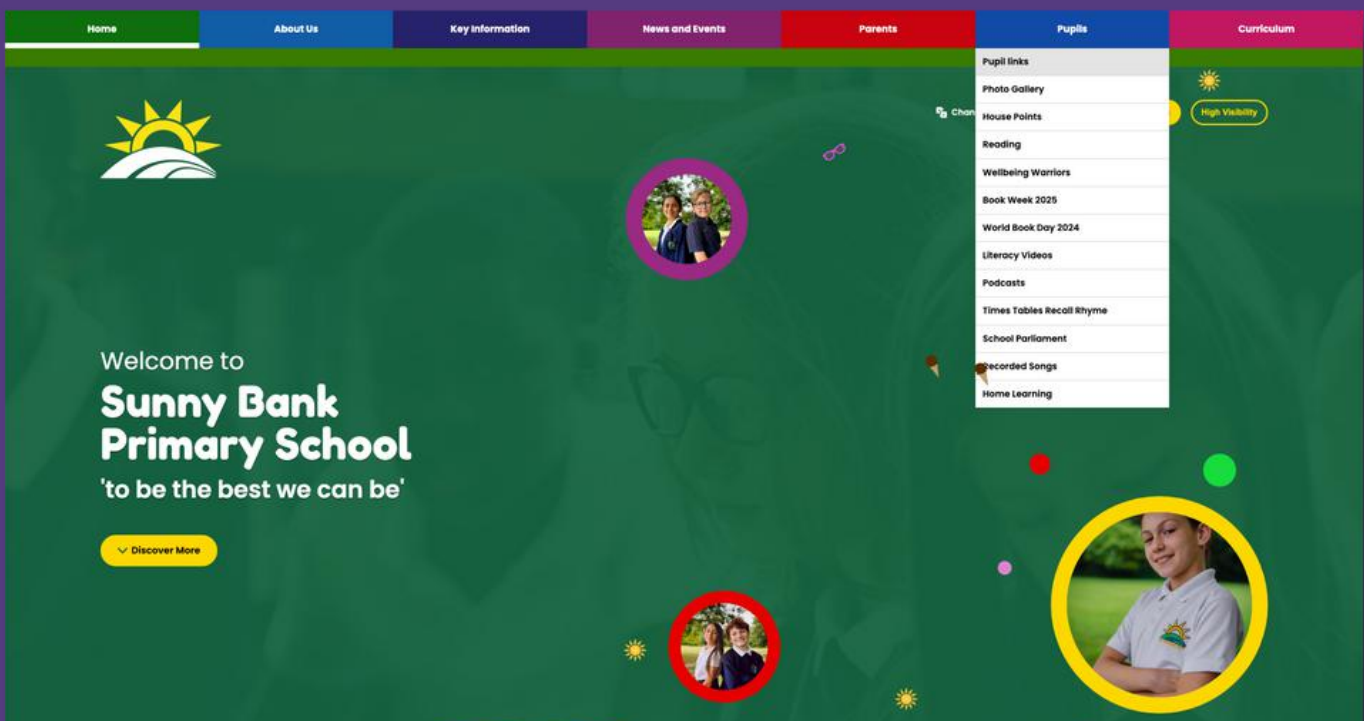 Home
About Us
Key Information
News and Events
Parents
Pupils
Curriculum
Pupil links
Photo Gallery
House Points
Reading
Wellbeing Warriors
Book Week 2025
World Book Day 2024
Literacy Videos
Podcasts
Times Tables Recall Rhyme
School Parliament
Recorded Songs
Home Learning
High Visibility
Welcome to
Sunny Bank
Primary School
'to be the best we can be'
Discover More